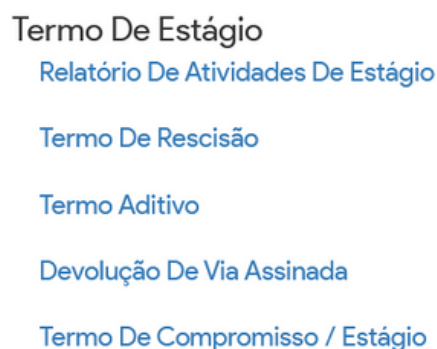 Termo De Estágio
Relatório De Atividades De Estágio
Termo De Rescisão
Termo Aditivo
Devolução De Via Assinada
Termo De Compromisso / Estágio